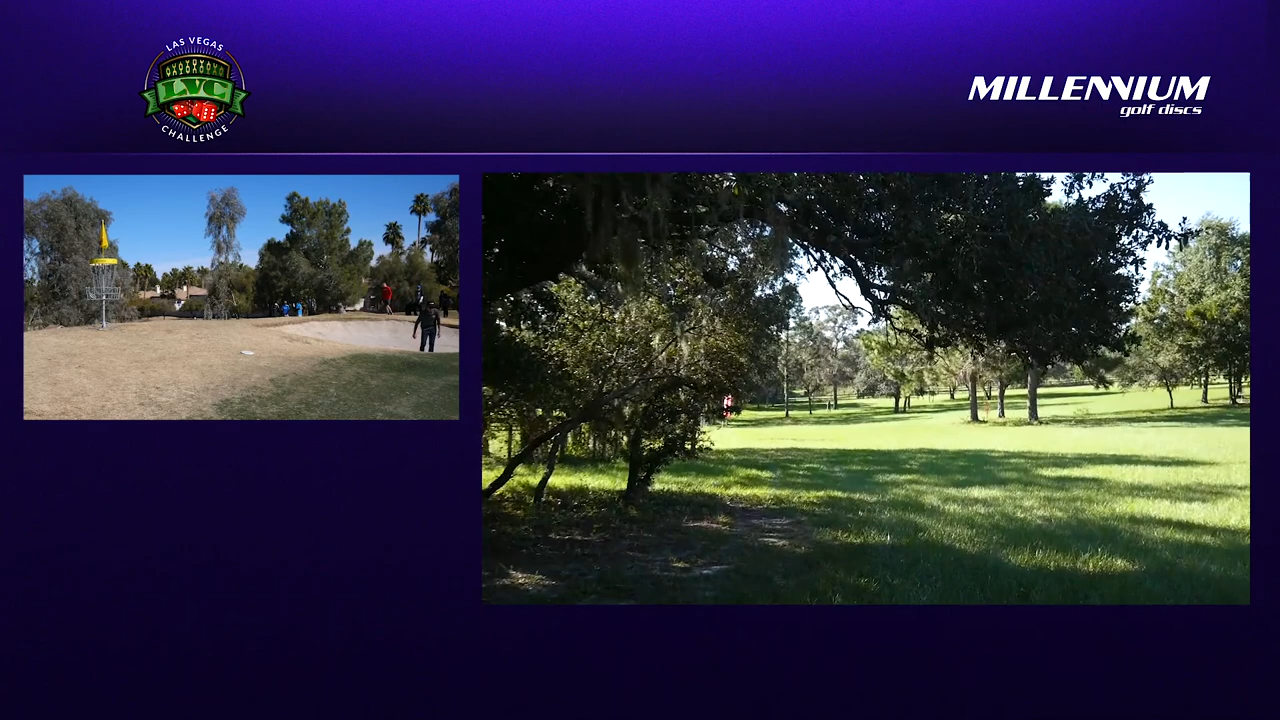 LAS VEGAS
LVC
CHALLENGE
MILLENNIUM
golf discs